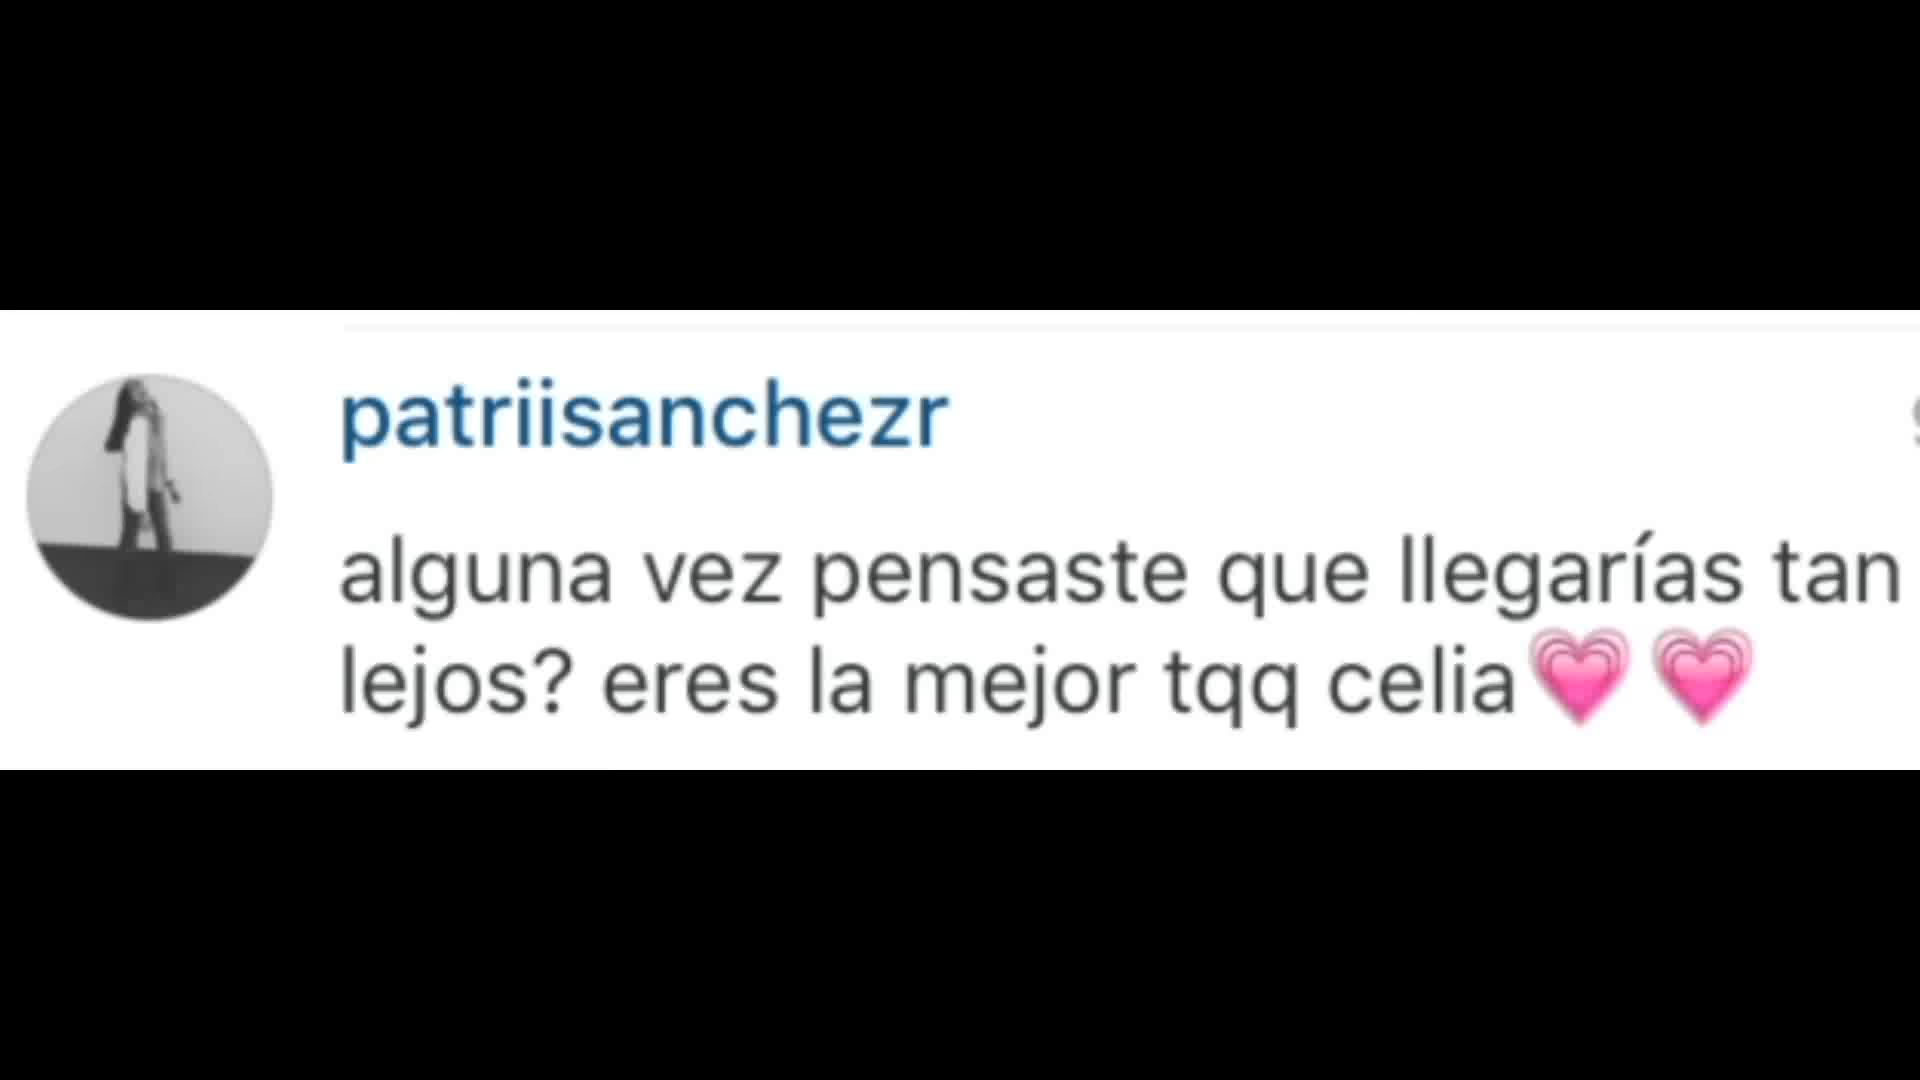 patriisanchezr
alguna vez pensaste que llegarías tan
lejos? eres la mejor tqq celia💗💗